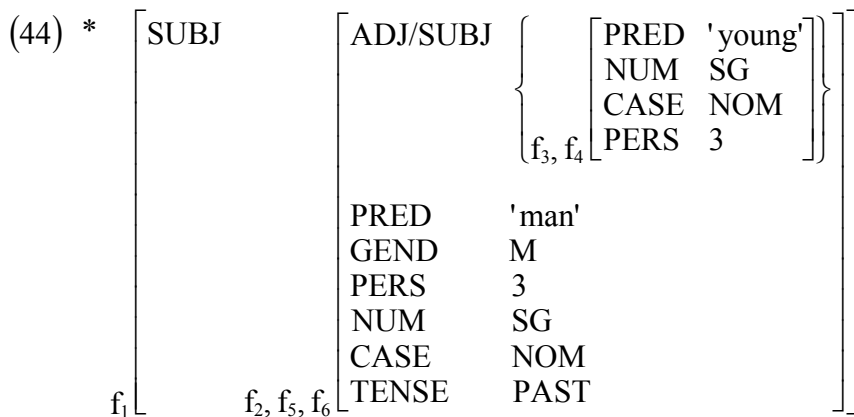 (44) * SUBJ ADJ/SUBJ PRED 'young'
NUM SG
CASE NOM
f3, f4 PERS 3
PRED 'man'
GEND M
PERS 3
NUM SG
CASE NOM
f1 f2, f5, f6 TENSE PAST